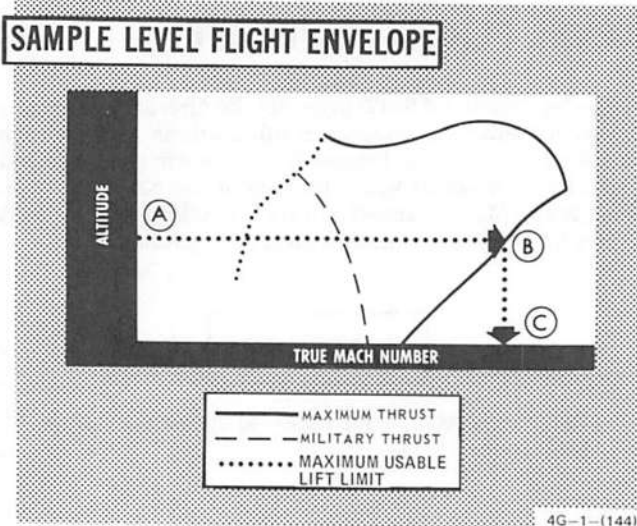 SAMPLE LEVEL FLIGHT ENVELOPE
ALTITUDE
A
B
C
TRUE MACH NUMBER
MAXIMUM THRUST
MILITARY THRUST
MAXIMUM USABLE
LIFT LIMIT
4G-1-(144)